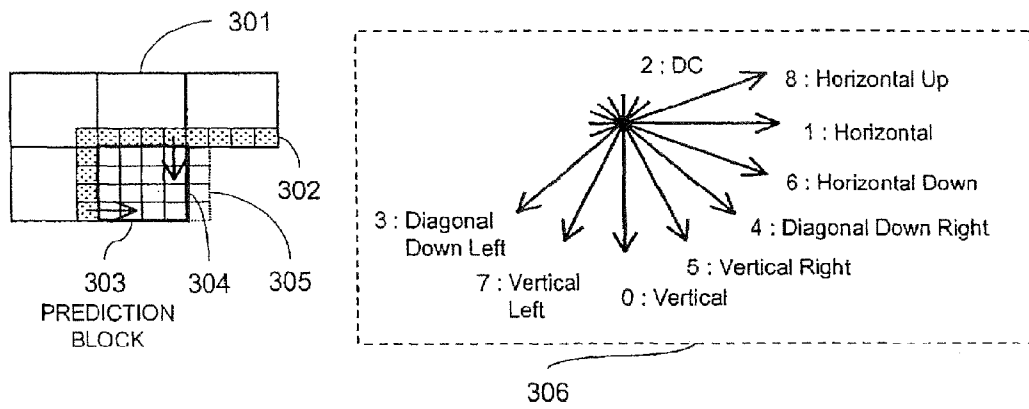 301
302
303
304
305
PREDICTION
BLOCK
2 : DC
8 : Horizontal Up
1 : Horizontal
6 : Horizontal Down
4 : Diagonal Down Right
5 : Vertical Right
0 : Vertical
7 : Vertical
Left
3 : Diagonal
Down Left
306